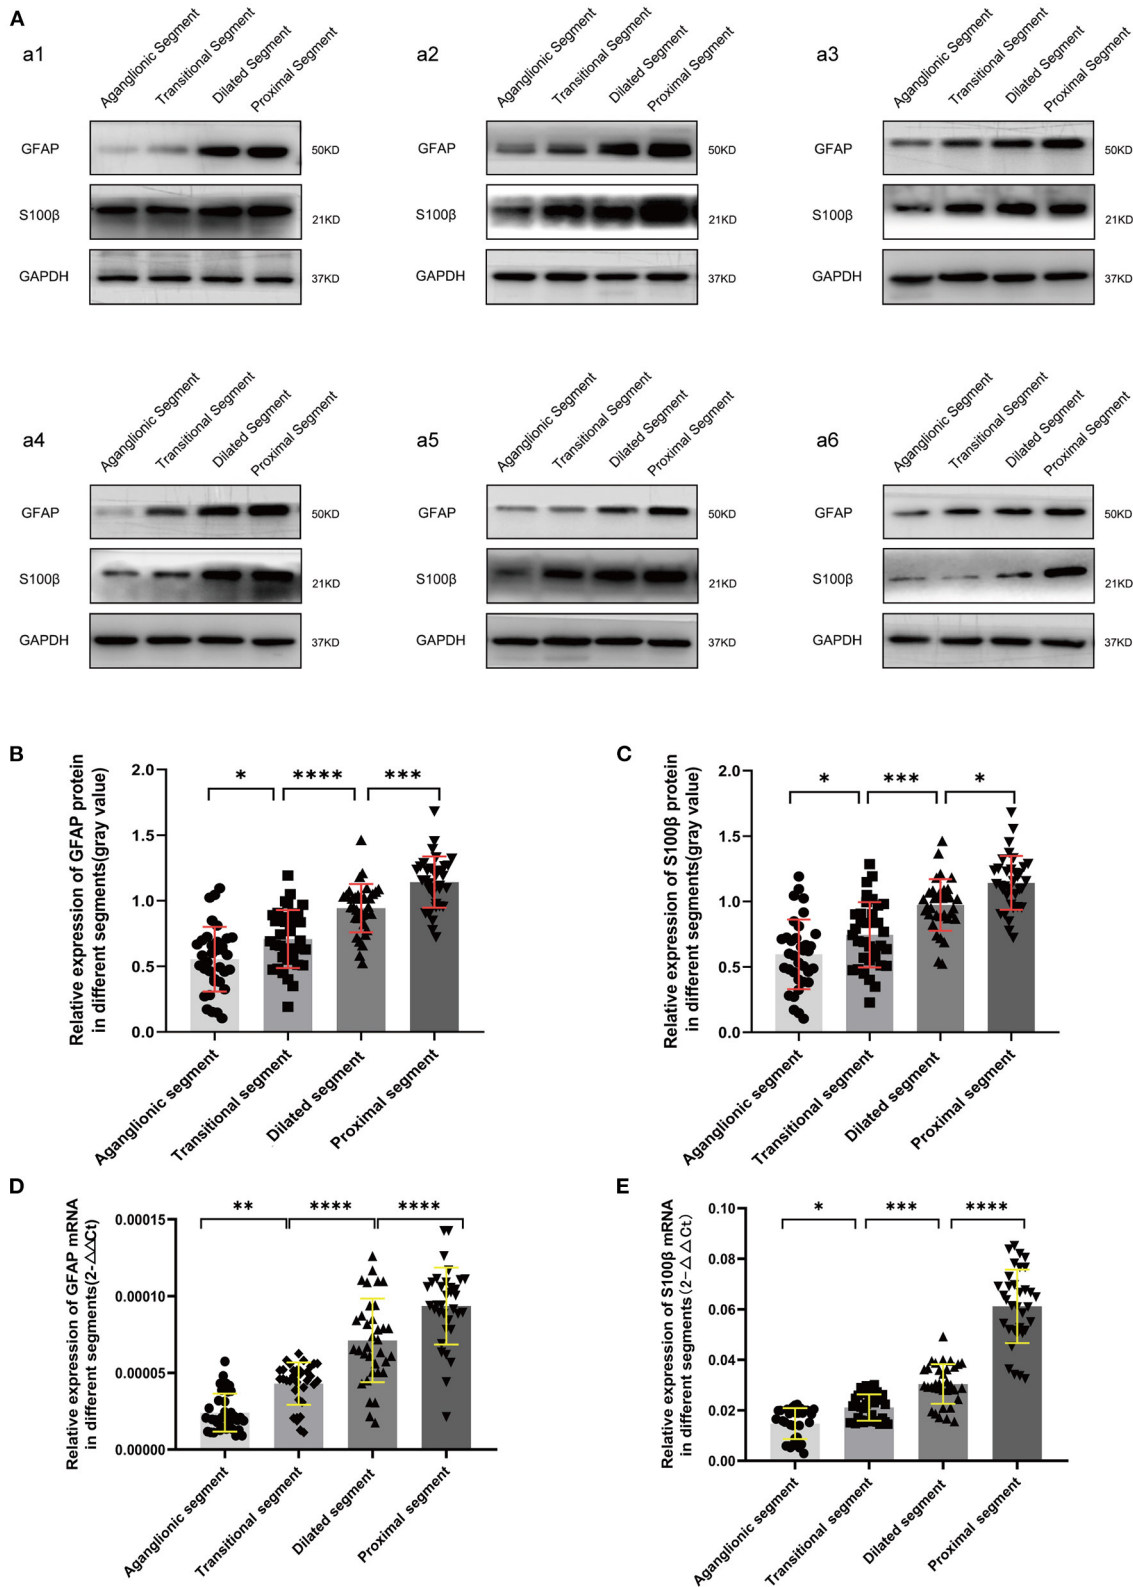 A
a1
Aganglionic Segment
Transitional Segment
Dilated Segment
Proximal Segment
GFAP
50KD
S100β
21KD
GAPDH
37KD
a2
Aganglionic Segment
Transitional Segment
Dilated Segment
Proximal Segment
GFAP
50KD
S100β
21KD
GAPDH
37KD
a3
Aganglionic Segment
Transitional Segment
Dilated Segment
Proximal Segment
GFAP
50KD
S100β
21KD
GAPDH
37KD
a4
Aganglionic Segment
Transitional Segment
Dilated Segment
Proximal Segment
GFAP
50KD
S100β
21KD
GAPDH
37KD
a5
Aganglionic Segment
Transitional Segment
Dilated Segment
Proximal Segment
GFAP
50KD
S100β
21KD
GAPDH
37KD
a6
Aganglionic Segment
Transitional Segment
Dilated Segment
Proximal Segment
GFAP
50KD
S100β
21KD
GAPDH
37KD
B
Relative expression of GFAP protein
in different segments(gray value)
2.0
1.5
1.0
0.5
0.0
* **** ***
Aganglionic segment
Transitional segment
Dilated segment
Proximal segment
C
Relative expression of S100β protein
in different segments(gray value)
2.0
1.5
1.0
0.5
0.0
* *** *
Aganglionic segment
Transitional segment
Dilated segment
Proximal segment
D
Relative expression of GFAP mRNA
in different segments(2-△△Ct)
0.00015
0.00010
0.00005
0.00000
** **** ****
Aganglionic segment
Transitional segment
Dilated segment
Proximal segment
E
Relative expression of S100β mRNA
in different segments(2-△△Ct)
0.10
0.08
0.06
0.04
0.02
0.00
* *** ****
Aganglionic segment
Transitional segment
Dilated segment
Proximal segment